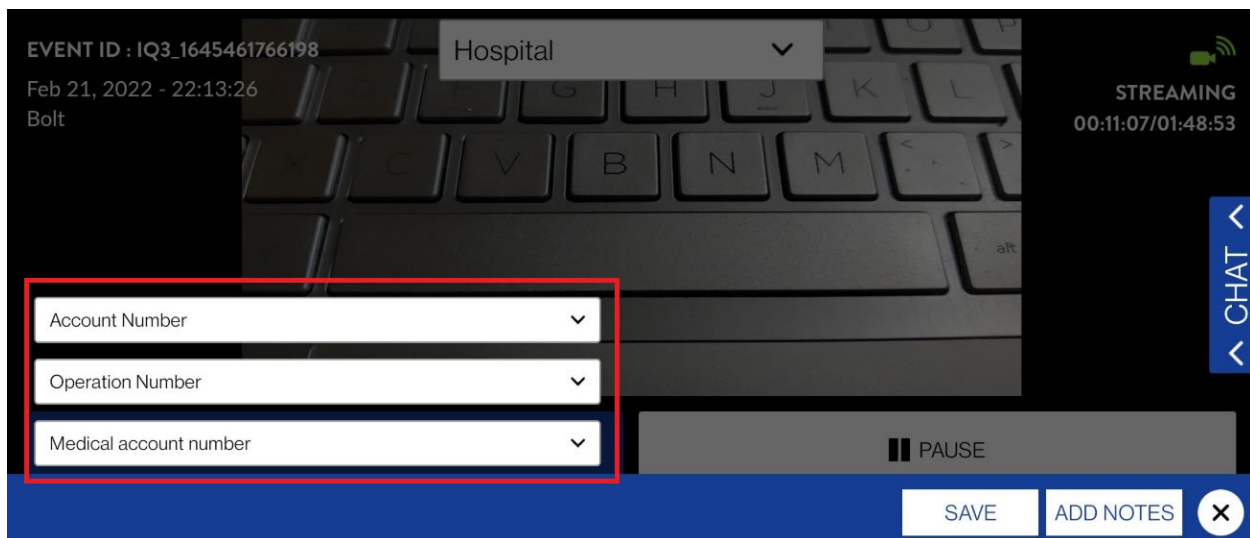 EVENT ID : IQ3_1645461766198
Feb 21, 2022 - 22:13:26
Bolt
Hospital
STREAMING
00:11:07/01:48:53
G H J K L
X C V B N M < , >
alt
CHAT
Account Number
Operation Number
Medical account number
PAUSE
SAVE
ADD NOTES